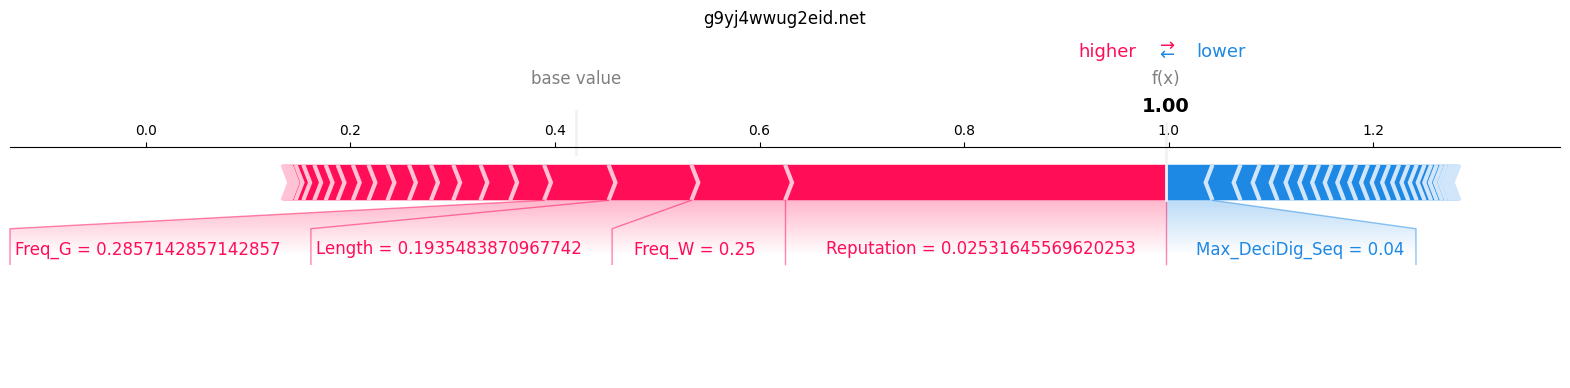 g9yj4wwug2eid.net
higher → ← lower
base value f(x)
1.00
0.0 0.2 0.4 0.6 0.8 1.0 1.2
Freq_G = 0.2857142857142857 Length = 0.1935483870967742 Freq_W = 0.25 Reputation = 0.02531645569620253 Max_DeciDig_Seq = 0.04